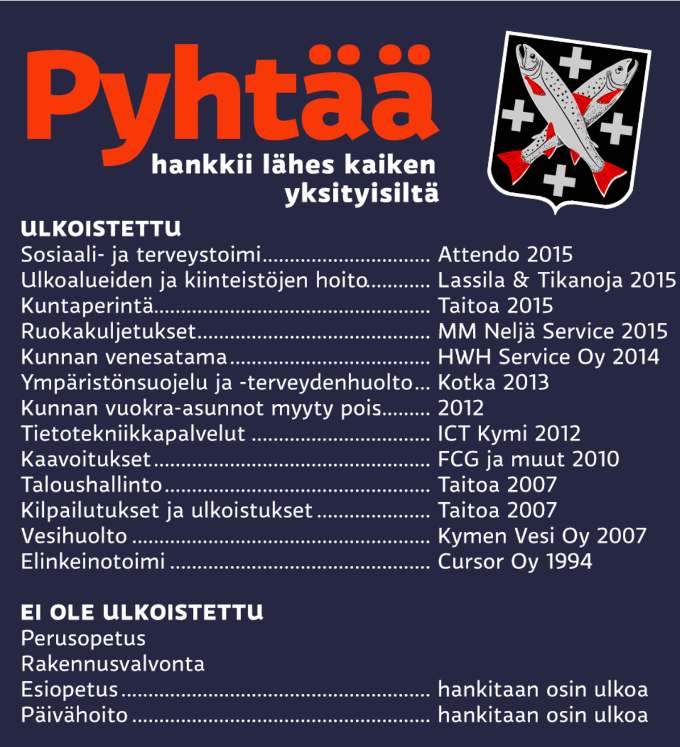 Pyhtää
hankkii lähes kaiken
yksityisiltä
ULKOISTETTU
Sosiaali- ja terveystoimi................................ Attendo 2015
Ulkoalueiden ja kiinteistöjen hoito............ Lassila & Tikanoja 2015
Kuntaperintä..................................................... Taitoa 2015
Ruokakuljetukset............................................. MM Neljä Service 2015
Kunnan venesatama...................................... HWH Service Oy 2014
Ympäristönsuojelu ja -terveydenhuolto... Kotka 2013
Kunnan vuokra-asunnot myyty pois......... 2012
Tietotekniikkapalvelut .................................. ICT Kymi 2012
Kaavoitukset..................................................... FCG ja muut 2010
Taloushallinto................................................... Taitoa 2007
Kilpailutukset ja ulkoistukset...................... Taitoa 2007
Vesihuolto ......................................................... Kymen Vesi Oy 2007
Elinkeinotoimi .................................................. Cursor Oy 1994
EI OLE ULKOISTETTU
Perusopetus
Rakennusvalvonta
Esiopetus........................................................... hankitaan osin ulkoa
Päivähoito ......................................................... hankitaan osin ulkoa